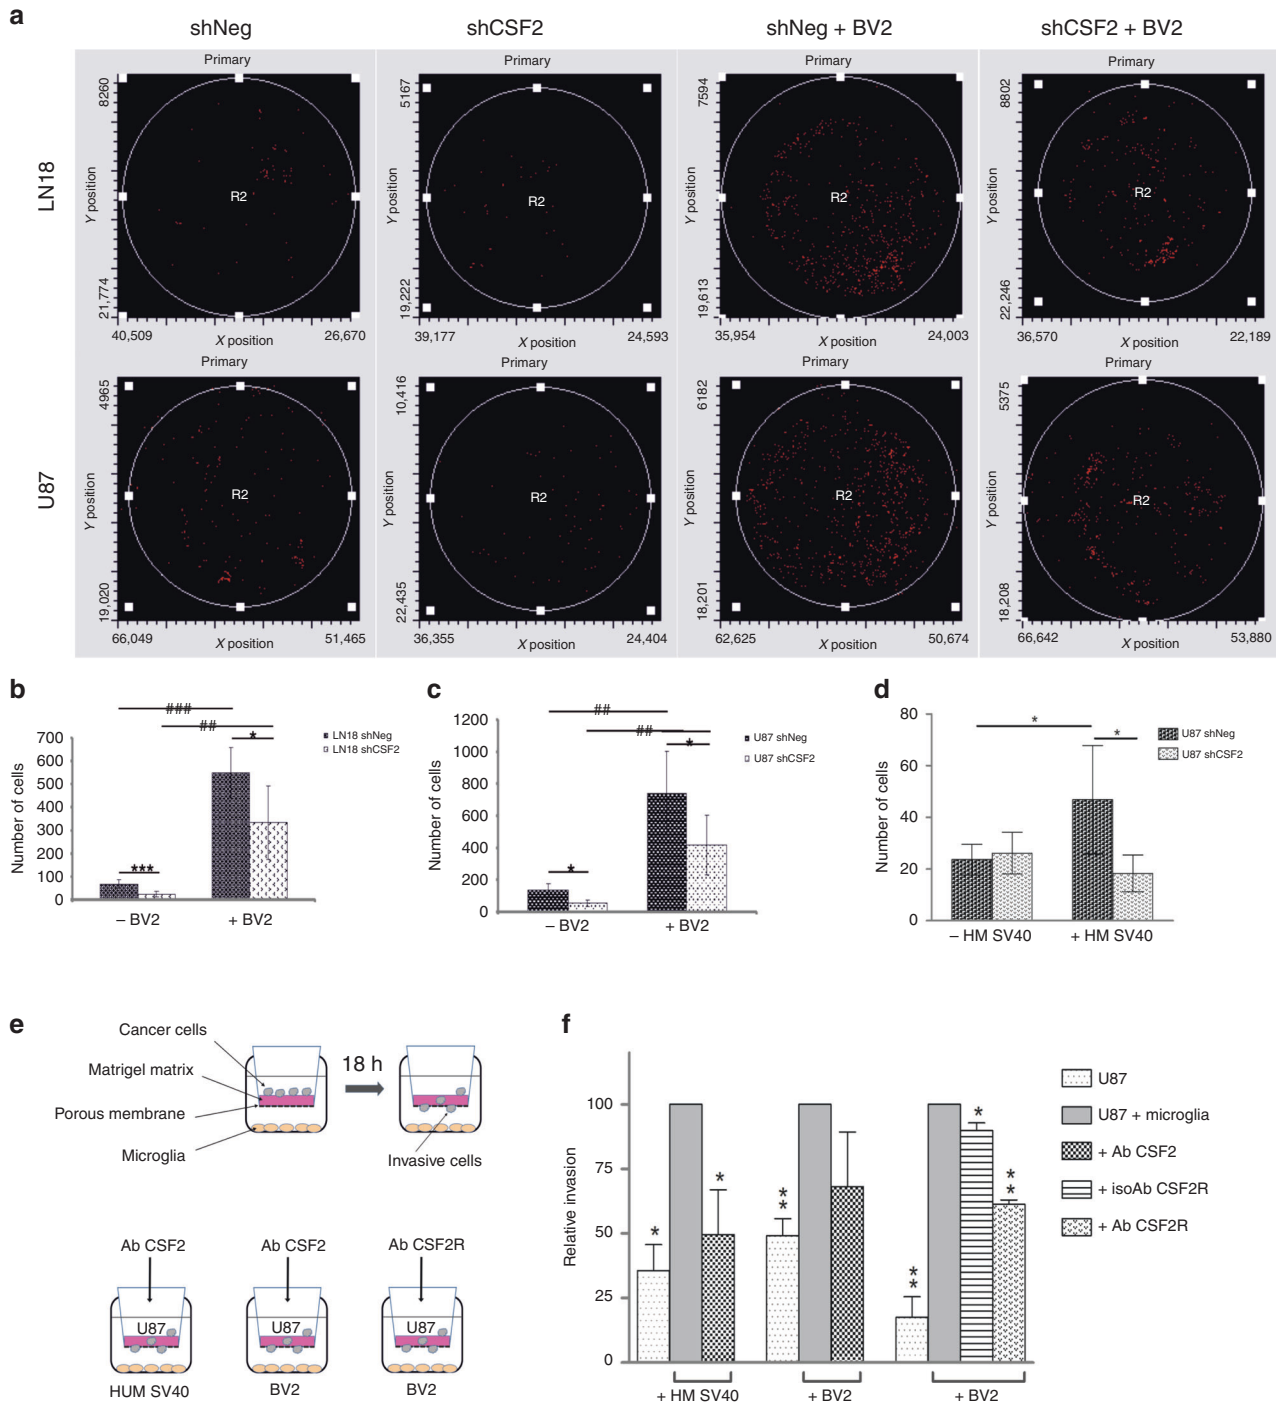 a
shNeg shCSF2 shNeg + BV2 shCSF2 + BV2
LN18
Primary Primary Primary Primary
Y position Y position Y position Y position
8260 5167 7594 8802
R2 R2 R2 R2
21,774 19,222 19,613 22,246
40,509 26,670 39,177 24,593 35,954 24,003 36,570 22,189
X position X position X position X position
U87
Primary Primary Primary Primary
Y position Y position Y position Y position
4965 10,416 6182 5375
R2 R2 R2 R2
19,020 22,435 18,201 18,208
66,049 51,465 36,355 24,404 62,625 50,674 66,642 53,880
X position X position X position X position
b
###
##
*
***
LN18 shNeg
LN18 shCSF2
Number of cells
700
600
500
400
300
200
100
0
– BV2 + BV2
c
##
##
*
*
U87 shNeg
U87 shCSF2
Number of cells
1200
1000
800
600
400
200
0
– BV2 + BV2
d
*
*
U87 shNeg
U87 shCSF2
Number of cells
80
60
40
20
0
– HM SV40 + HM SV40
e
Cancer cells
Matrigel matrix
Porous membrane
Microglia
18 h
Invasive cells
Ab CSF2 Ab CSF2 Ab CSF2R
U87 U87 U87
HUM SV40 BV2 BV2
f
Relative invasion
100
75
50
25
0
* * ** ** * **
+ HM SV40 + BV2 + BV2
U87
U87 + microglia
+ Ab CSF2
+ isoAb CSF2R
+ Ab CSF2R